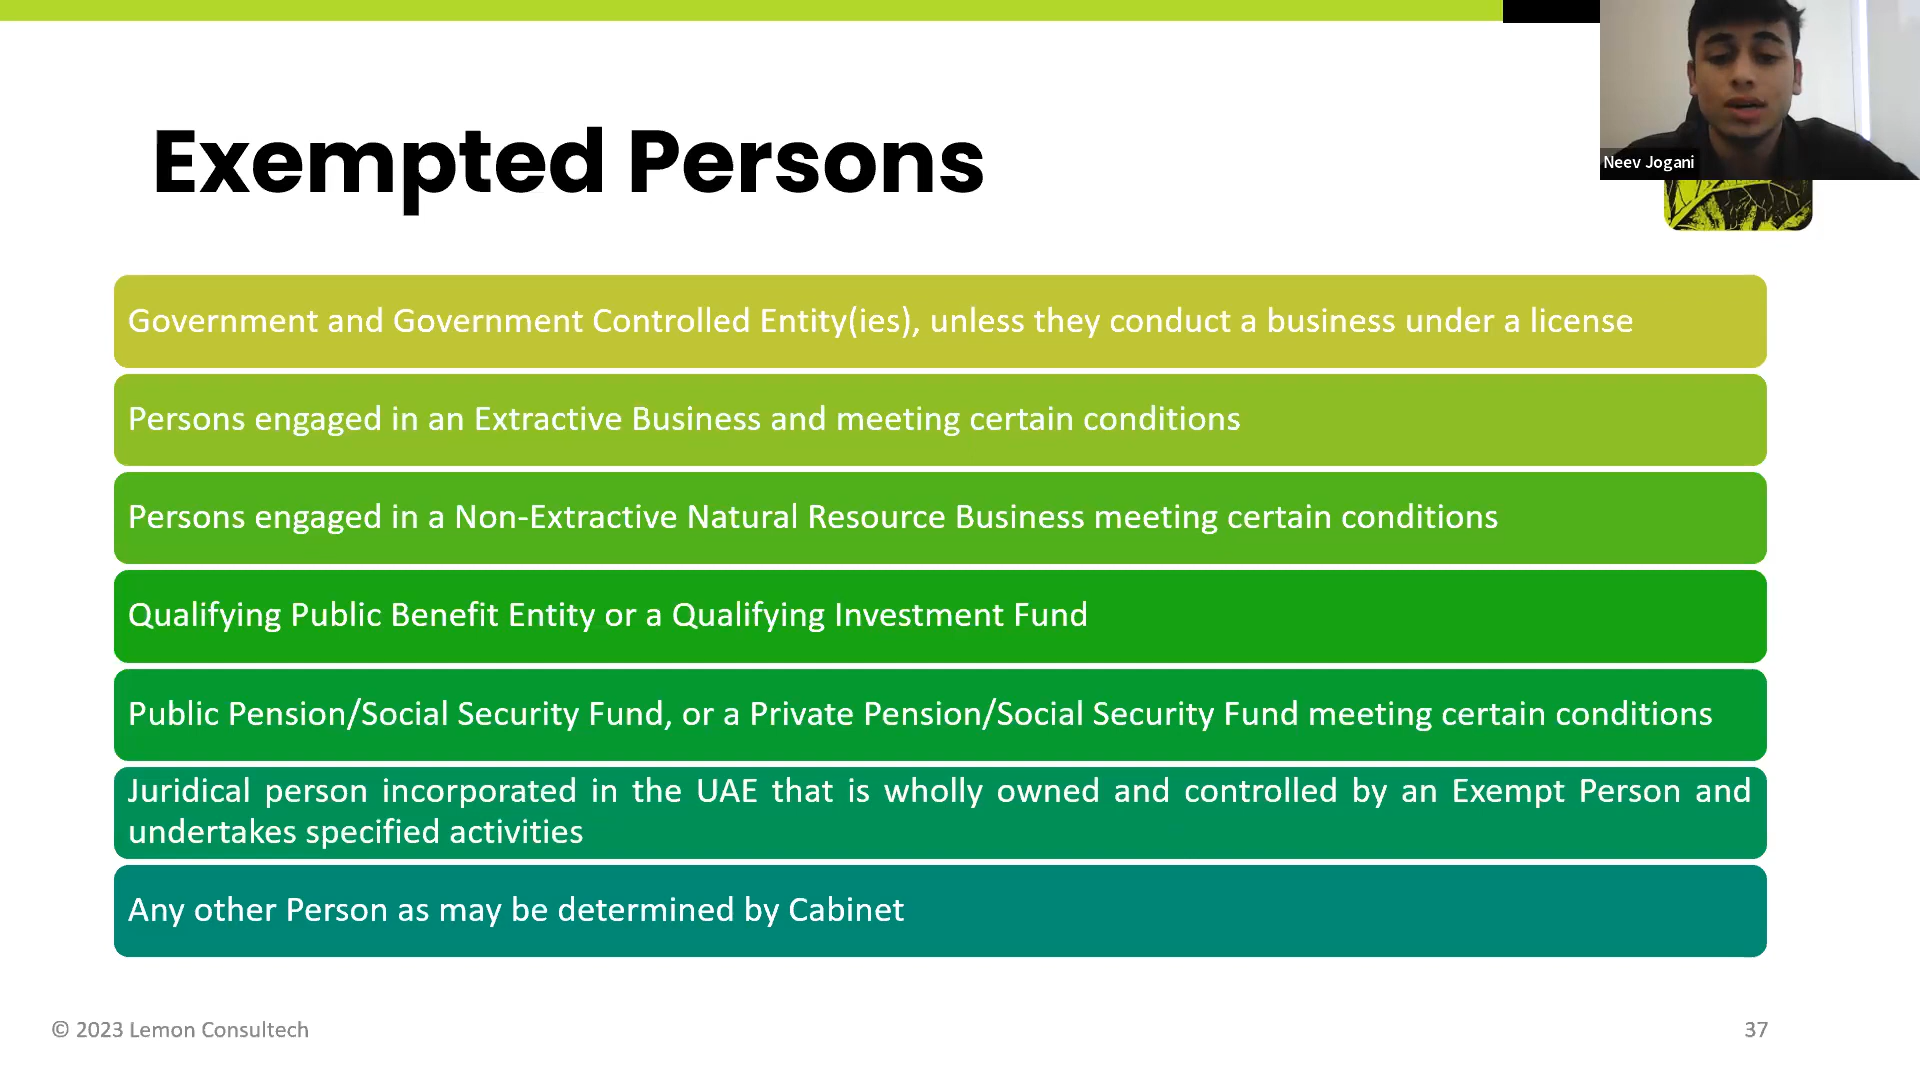 Neev Jogani
Exempted Persons
Government and Government Controlled Entity(ies), unless they conduct a business under a license
Persons engaged in an Extractive Business and meeting certain conditions
Persons engaged in a Non-Extractive Natural Resource Business meeting certain conditions
Qualifying Public Benefit Entity or a Qualifying Investment Fund
Public Pension/Social Security Fund, or a Private Pension/Social Security Fund meeting certain conditions
Juridical person incorporated in the UAE that is wholly owned and controlled by an Exempt Person and
undertakes specified activities
Any other Person as may be determined by Cabinet
© 2023 Lemon Consultech
37